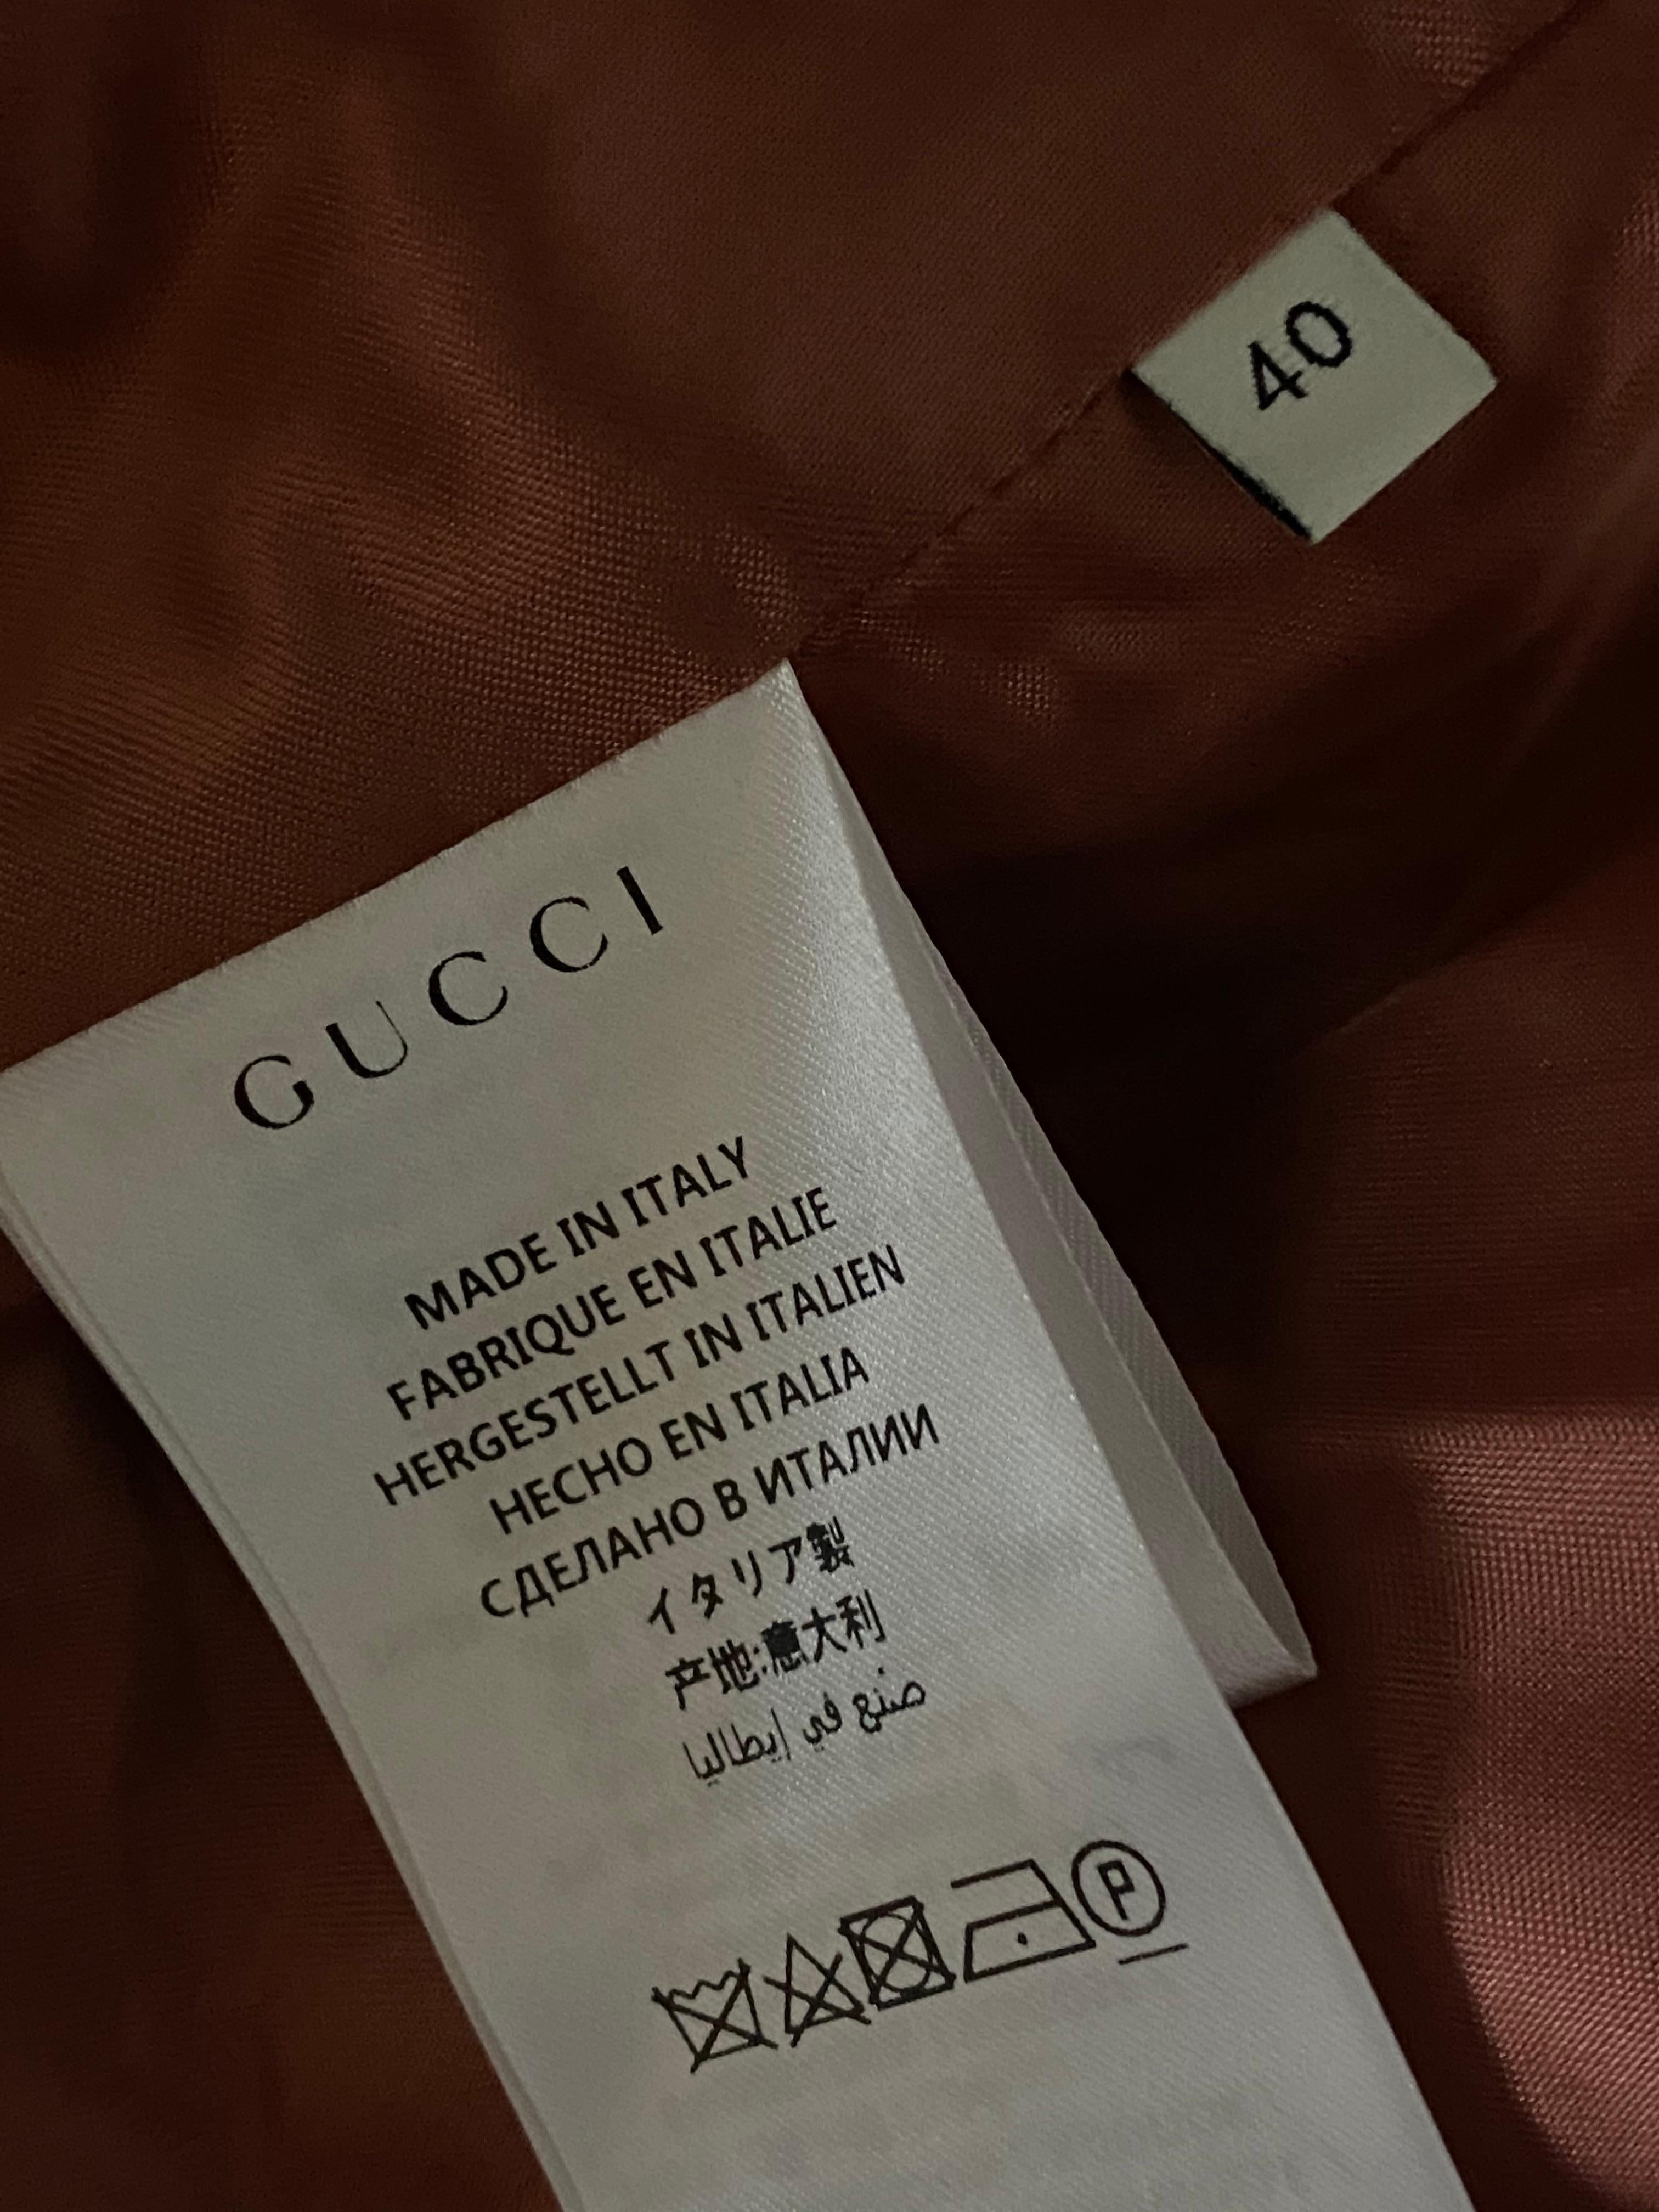 40
GUCCI
MADE IN ITALY
FABRIQUE EN ITALIE
HERGESTELLT IN ITALIEN
HECHO EN ITALIA
СДЕЛАНО В ИТАЛИИ
イタリア製
产地:意大利
صنع في إيطاليا
P